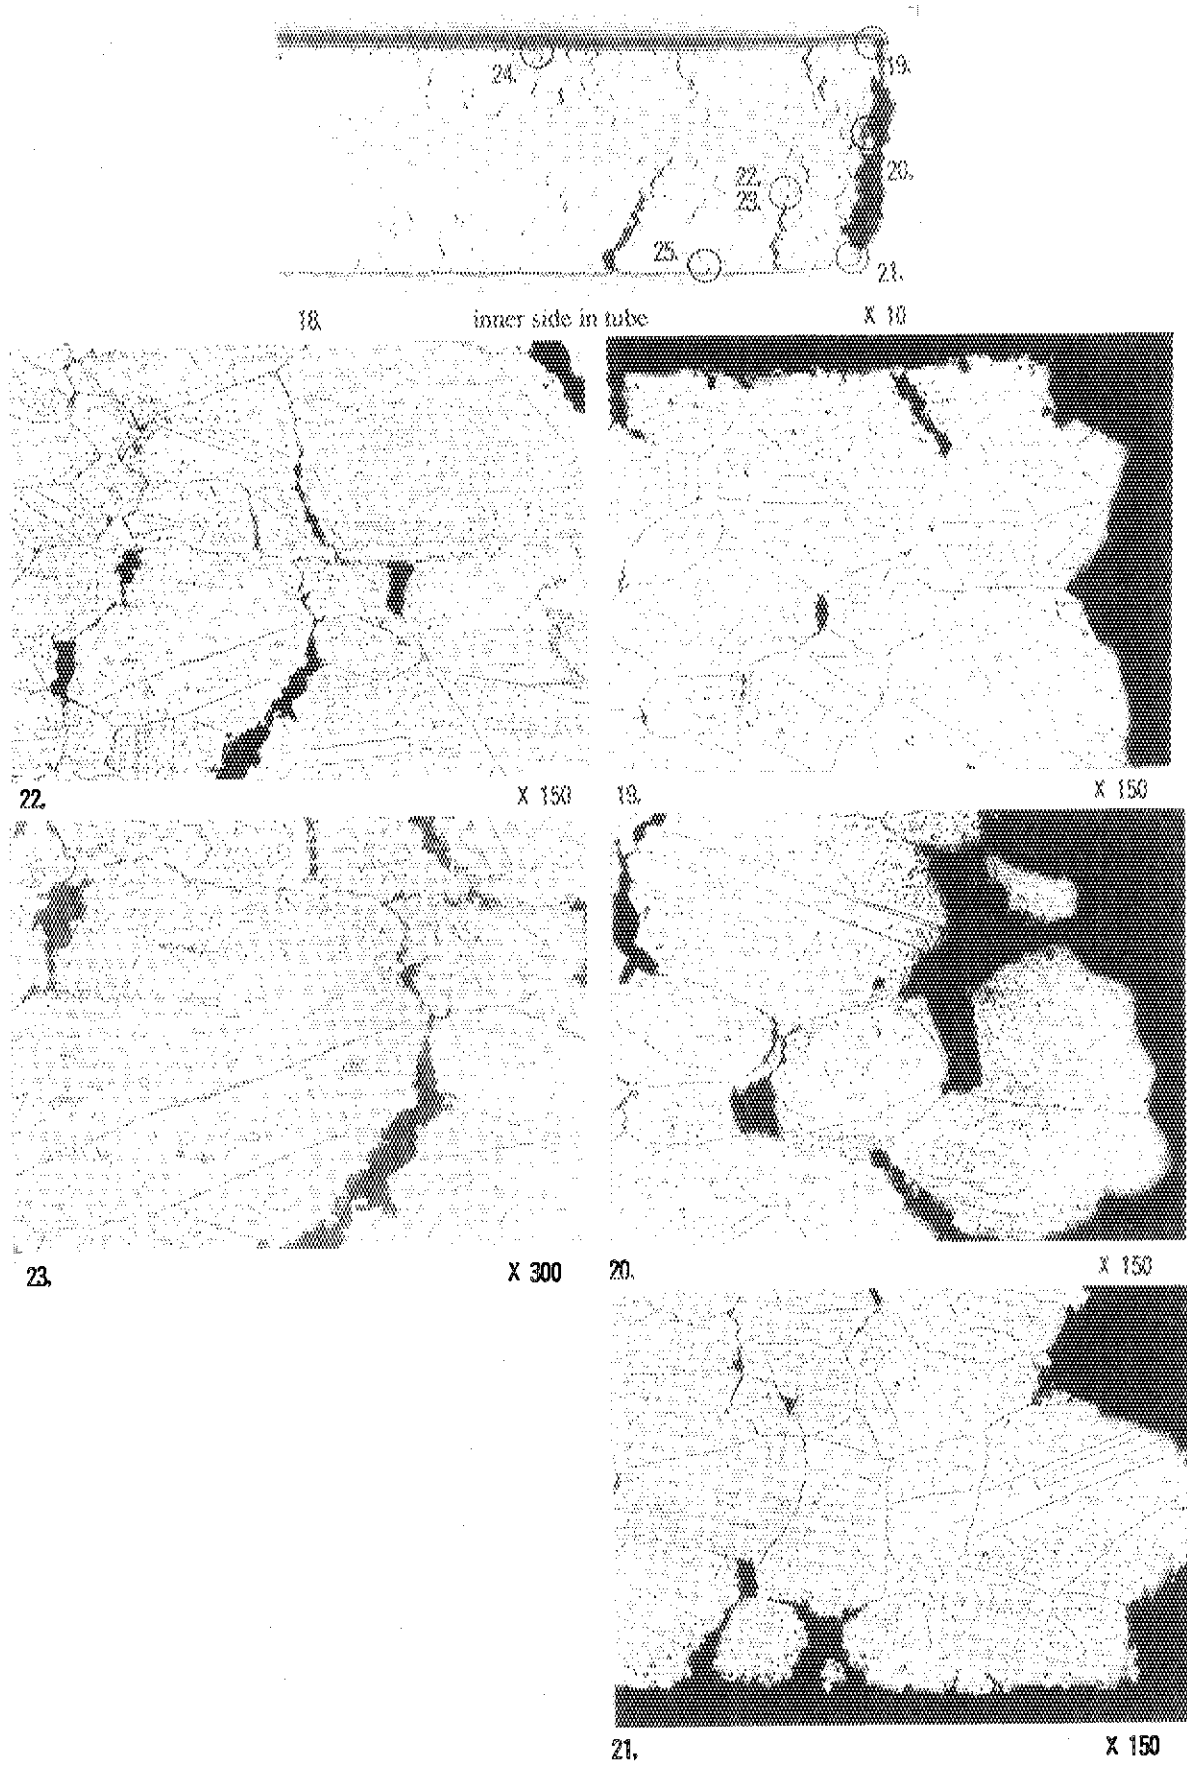 24.
19.
20.
22.
23.
25.
21.
18. inner side in tube X 10
22. X 150
19. X 150
23. X 300
20. X 150
21. X 150